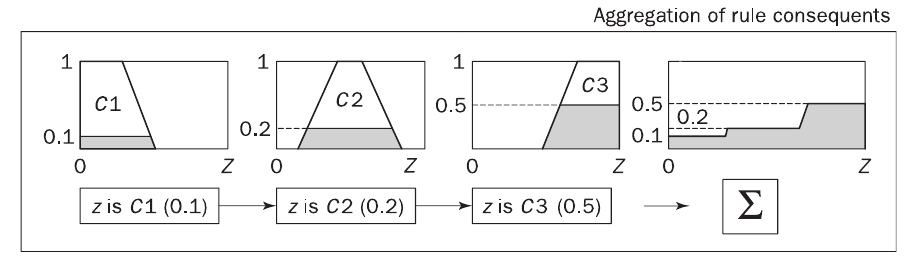 Aggregation of rule consequents
1 C1 0.1 0 Z
1 C2 0.2 0 Z
1 C3 0.5 0 Z
0.5 0.2 0.1 0 Z
z is C1 (0.1)
z is C2 (0.2)
z is C3 (0.5)
Σ